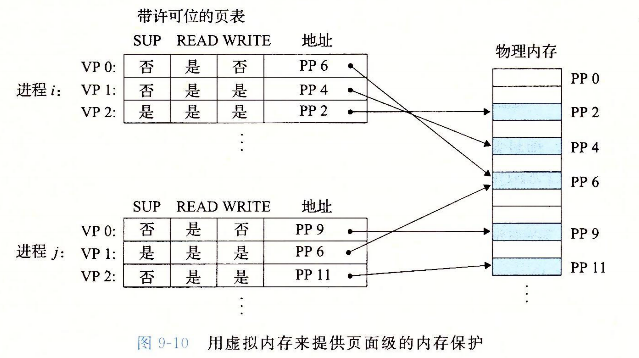 带许可位的页表
SUP READ WRITE 地址
VP 0: 否 是 否 PP 6
进程 i: VP 1: 否 是 是 PP 4
VP 2: 是 是 是 PP 2
⋮
SUP READ WRITE 地址
VP 0: 否 是 否 PP 9
进程 j: VP 1: 是 是 是 PP 6
VP 2: 否 是 是 PP 11
⋮
物理内存
PP 0
PP 2
PP 4
PP 6
PP 9
PP 11
⋮
图 9-10 用虚拟内存来提供页面级的内存保护